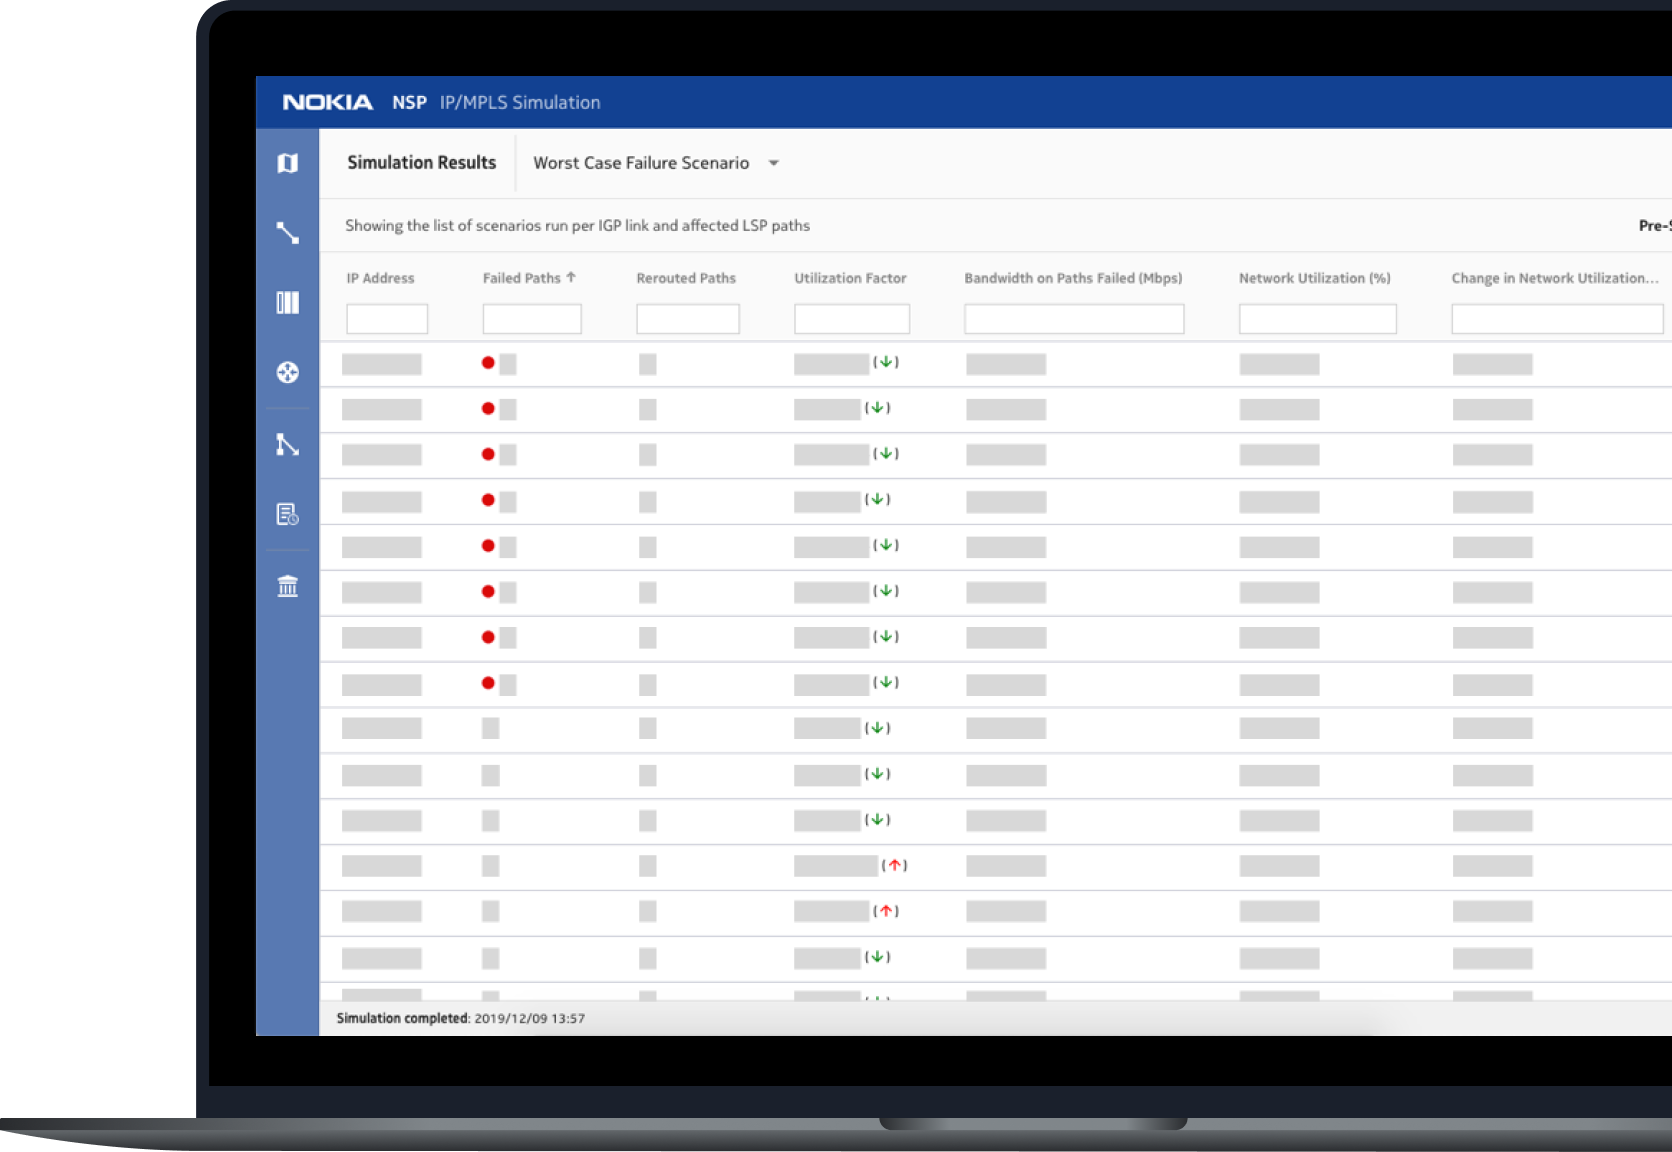 NOKIA NSP IP/MPLS Simulation
Simulation Results Worst Case Failure Scenario
Showing the list of scenarios run per IGP link and affected LSP paths Pre-S
IP Address Failed Paths ↑ Rerouted Paths Utilization Factor Bandwidth on Paths Failed (Mbps) Network Utilization (%) Change in Network Utilization...
(↓)
(↓)
(↓)
(↓)
(↓)
(↓)
(↓)
(↓)
(↓)
(↓)
(↓)
(↑)
(↑)
(↓)
Simulation completed: 2019/12/09 13:57